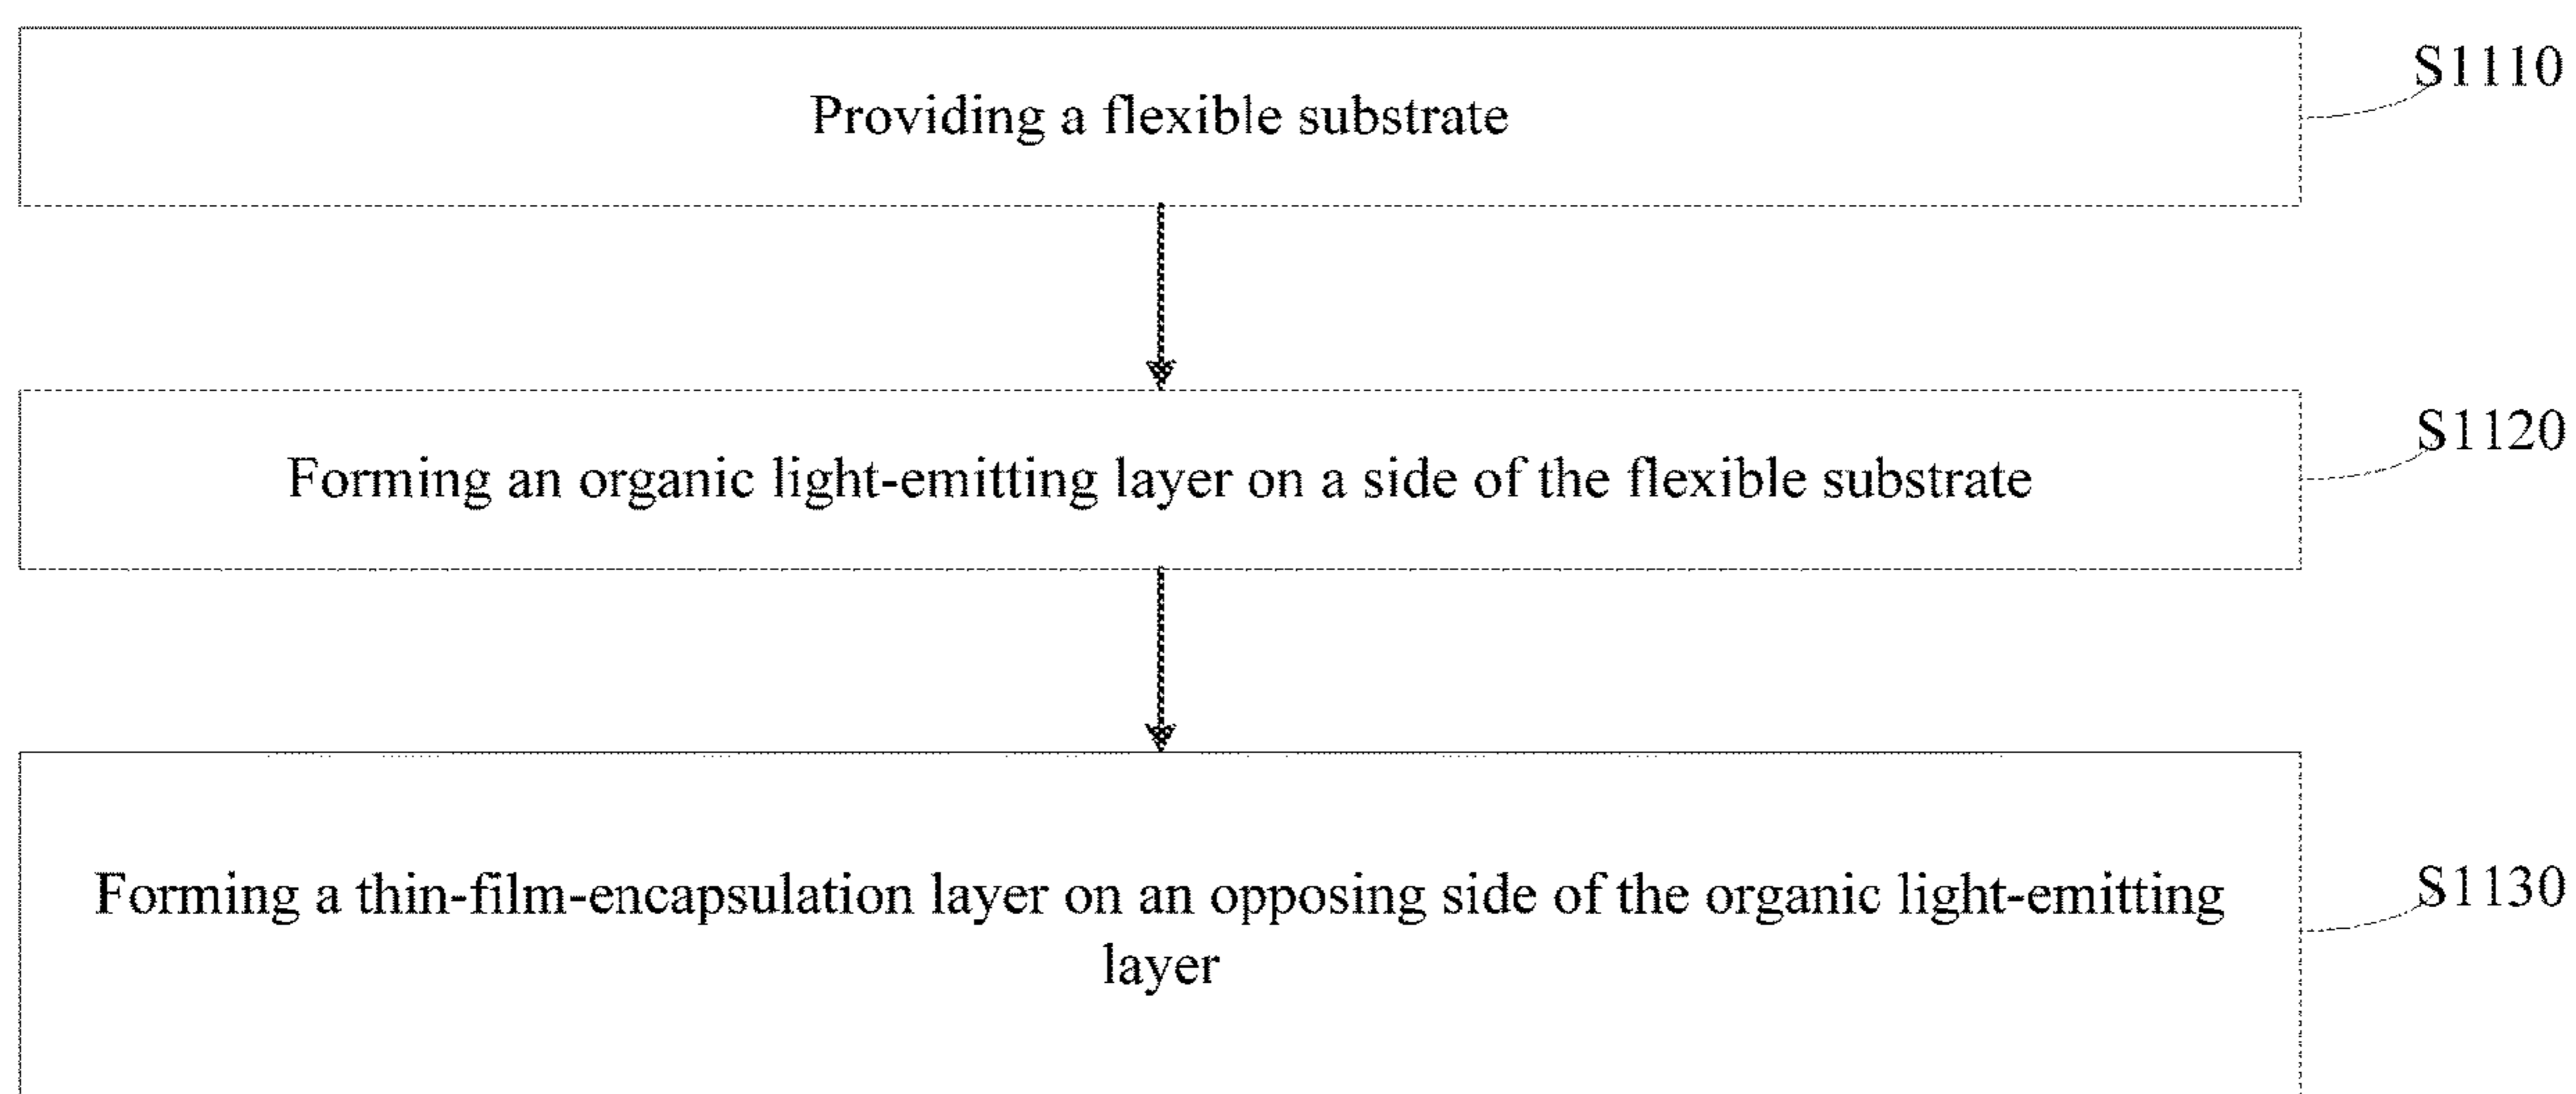 Providing a flexible substrate
S1110
Forming an organic light-emitting layer on a side of the flexible substrate
S1120
Forming a thin-film-encapsulation layer on an opposing side of the organic light-emitting
layer
S1130